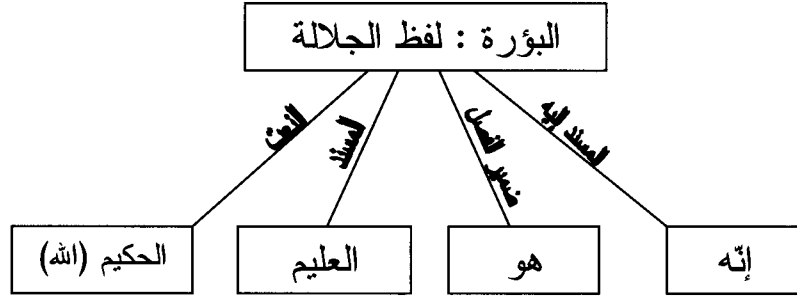 البؤرة : لفظ الجلالة
المسند إليه
ضمير الفصل
المسند
النعت
إنّه
هو
العليم
الحكيم (الله)